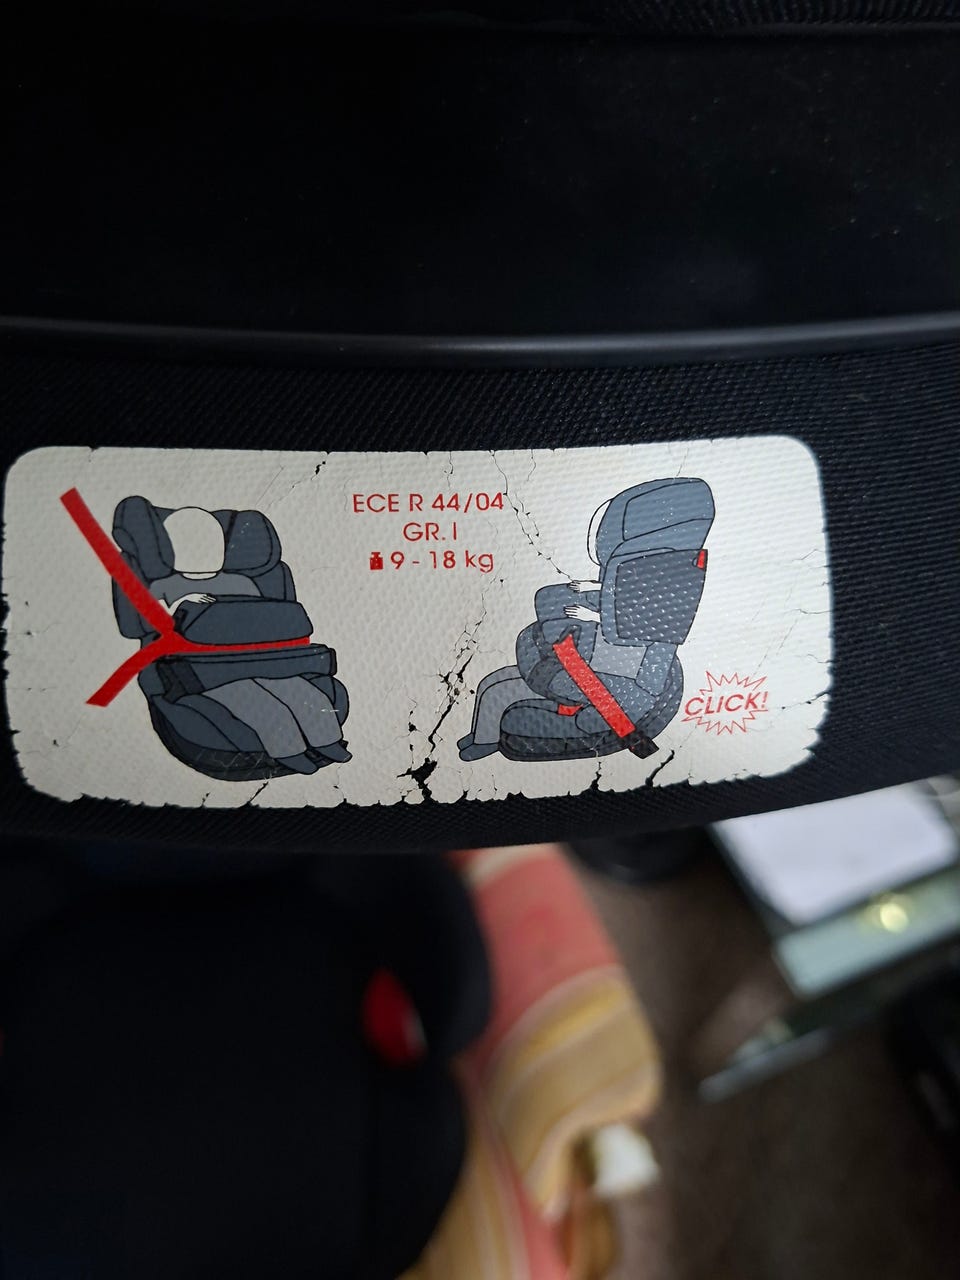 ECE R 44/04
GR. I
9 - 18 kg
CLICK!